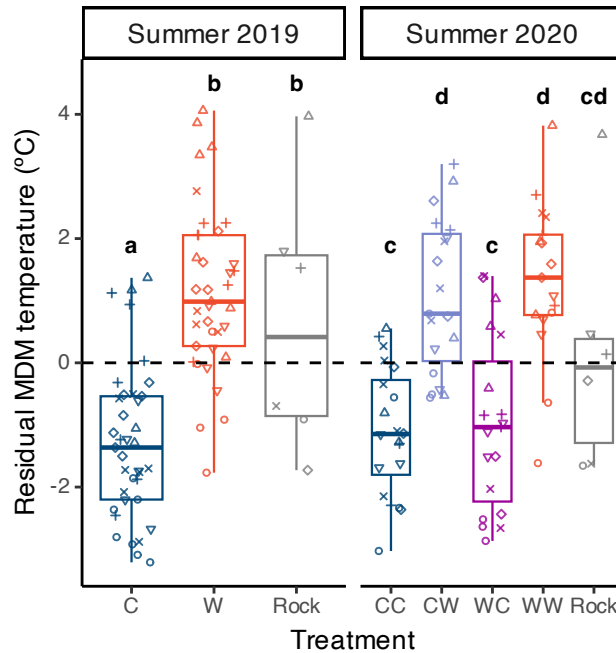 Summer 2019 Summer 2020
Residual MDM temperature (ºC)
4
2
0
-2
a b b
c d c d cd
C W Rock CC CW WC WW Rock
Treatment